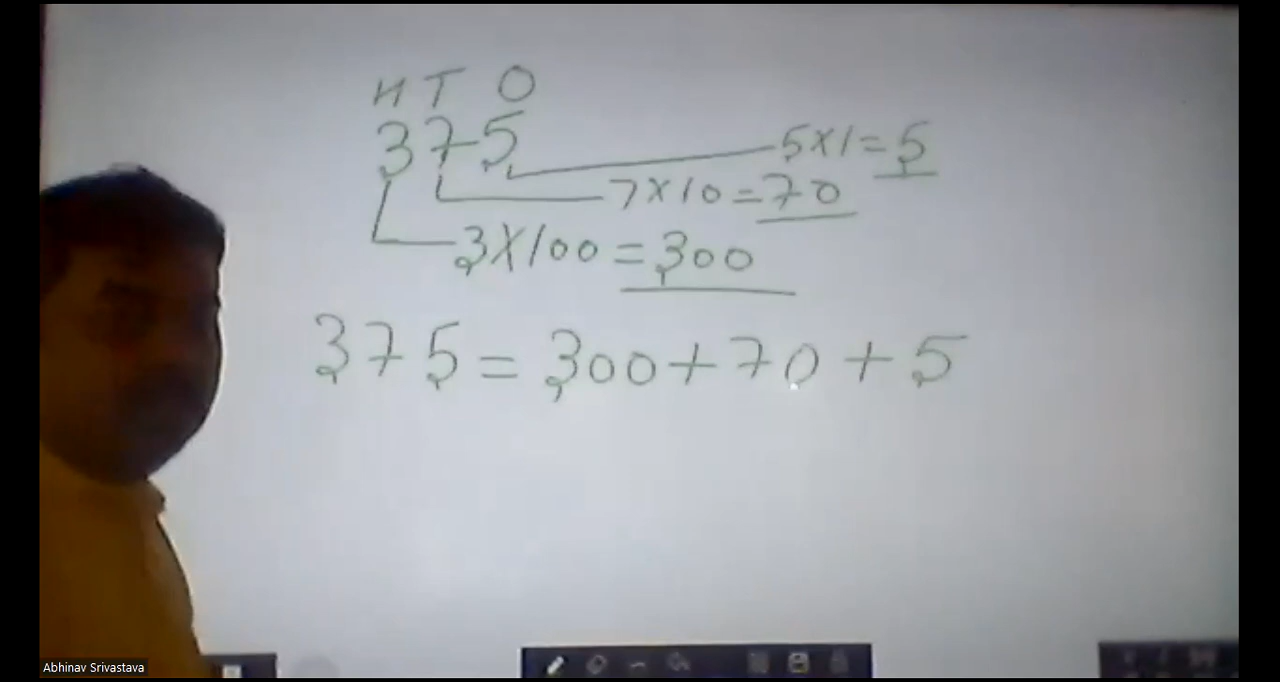 H T O
375
5X1=5
7X10=70
3X100=300
375=300+70+5
Abhinav Srivastava